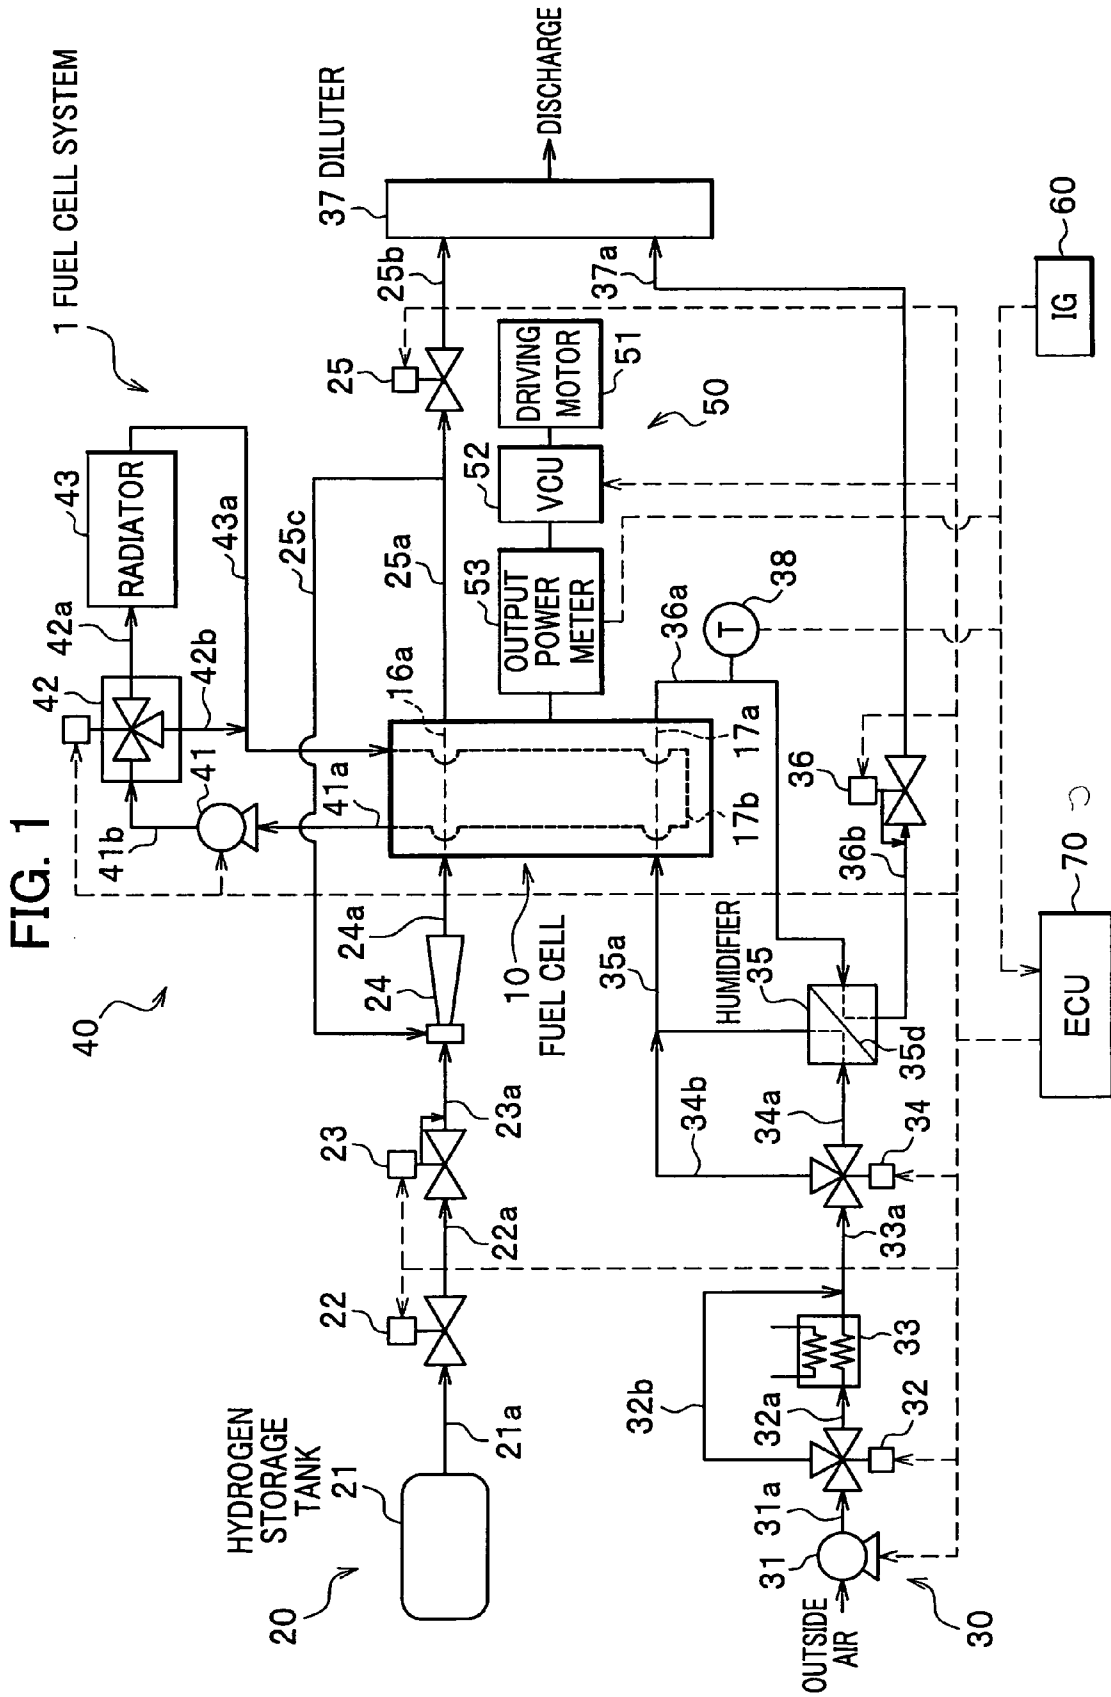 FIG. 1
1 FUEL CELL SYSTEM
40
42
42a
43
RADIATOR
43a
42b
41
41b
41a
25c
HYDROGEN
STORAGE
TANK
21
20
21a
22
22a
23
23a
24
24a
10
FUEL CELL
16a
25a
25
25b
37 DILUTER
DISCHARGE
37a
17a
17b
53
OUTPUT
POWER
METER
52
VCU
DRIVING
MOTOR
51
50
36a
38
T
35a
HUMIDIFIER
35
35d
34b
34a
34
33a
33
32b
32a
32
31a
31
OUTSIDE
AIR
30
36
36b
70
ECU
60
IG